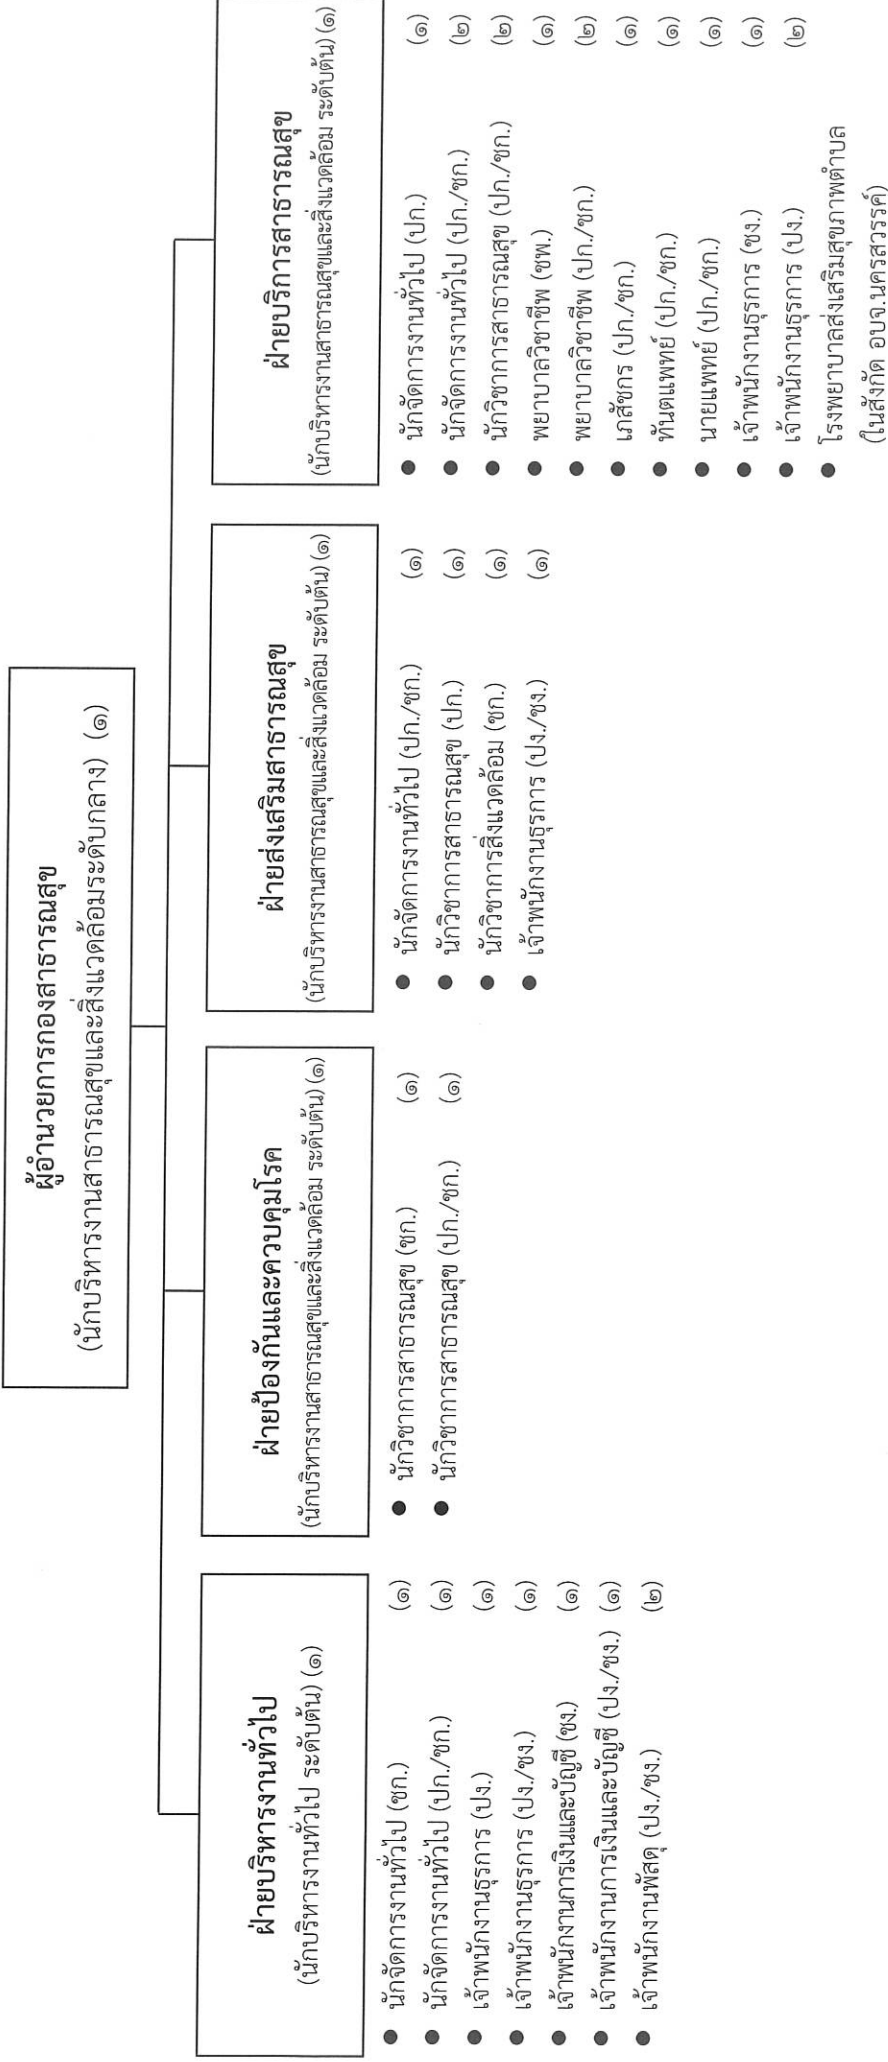 ผู้อำนวยการกองสาธารณสุข
(นักบริหารงานสาธารณสุขและสิ่งแวดล้อมระดับกลาง) (๑)
ฝ่ายบริหารงานทั่วไป
(นักบริหารงานทั่วไป ระดับต้น) (๑)
● นักจัดการงานทั่วไป (ชก.) (๑)
● นักจัดการงานทั่วไป (ปก./ชก.) (๑)
● เจ้าพนักงานธุรการ (ปง.) (๑)
● เจ้าพนักงานธุรการ (ปง./ชง.) (๑)
● เจ้าพนักงานการเงินและบัญชี (ชง.) (๑)
● เจ้าพนักงานการเงินและบัญชี (ปง./ชง.) (๑)
● เจ้าพนักงานพัสดุ (ปง./ชง.) (๒)
ฝ่ายป้องกันและควบคุมโรค
(นักบริหารงานสาธารณสุขและสิ่งแวดล้อม ระดับต้น) (๑)
● นักวิชาการสาธารณสุข (ชก.) (๑)
● นักวิชาการสาธารณสุข (ปก./ชก.) (๑)
ฝ่ายส่งเสริมสาธารณสุข
(นักบริหารงานสาธารณสุขและสิ่งแวดล้อม ระดับต้น) (๑)
● นักจัดการงานทั่วไป (ปก./ชก.) (๑)
● นักวิชาการสาธารณสุข (ปก.) (๑)
● นักวิชาการสิ่งแวดล้อม (ชก.) (๑)
● เจ้าพนักงานธุรการ (ปง./ชง.) (๑)
ฝ่ายบริการสาธารณสุข
(นักบริหารงานสาธารณสุขและสิ่งแวดล้อม ระดับต้น) (๑)
● นักจัดการงานทั่วไป (ปก.) (๑)
● นักจัดการงานทั่วไป (ปก./ชก.) (๒)
● นักวิชาการสาธารณสุข (ปก./ชก.) (๒)
● พยาบาลวิชาชีพ (ชพ.) (๑)
● พยาบาลวิชาชีพ (ปก./ชก.) (๒)
● เภสัชกร (ปก./ชก.) (๑)
● ทันตแพทย์ (ปก./ชก.) (๑)
● นายแพทย์ (ปก./ชก.) (๑)
● เจ้าพนักงานธุรการ (ชง.) (๑)
● เจ้าพนักงานธุรการ (ปง.) (๒)
● โรงพยาบาลส่งเสริมสุขภาพตำบล
(ในสังกัด อบจ.นครสวรรค์)